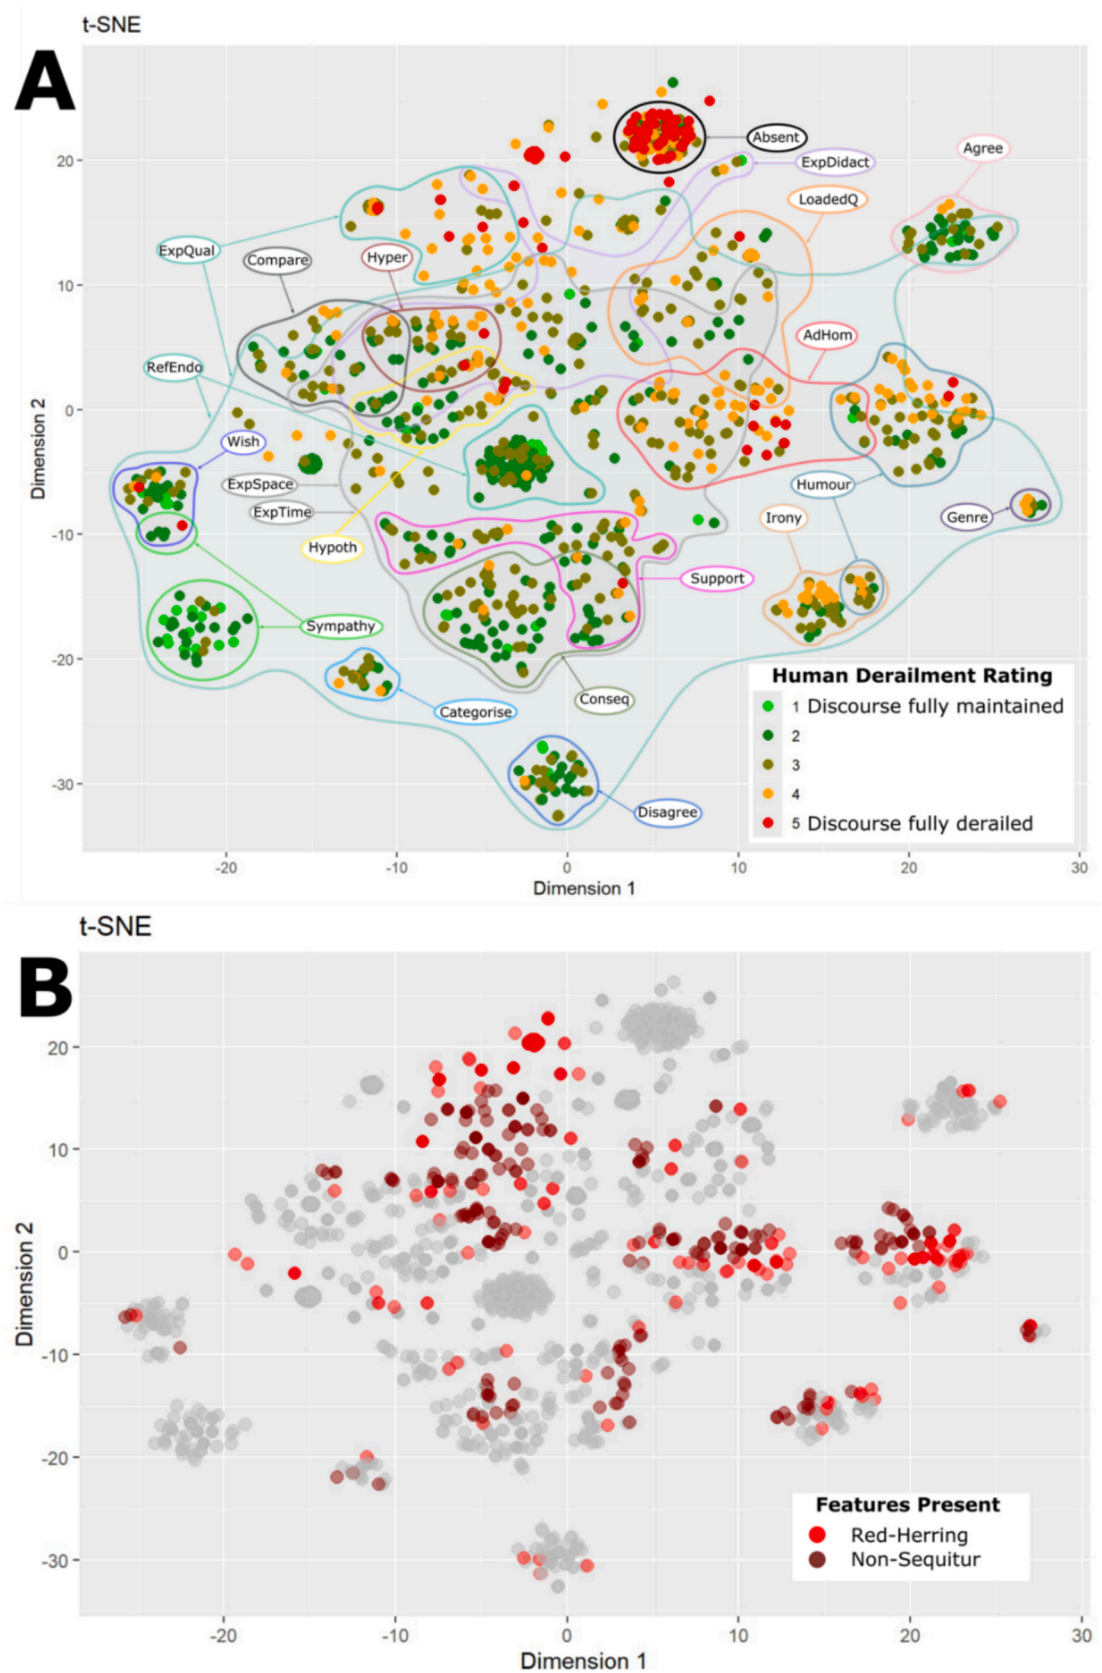 t-SNE
A
Absent
ExpDidact
Agree
LoadedQ
ExpQual
Compare
Hyper
AdHom
RefEndo
Wish
ExpSpace
ExpTime
Hypoth
Humour
Irony
Genre
Support
Sympathy
Categorise
Conseq
Disagree
Human Derailment Rating
1 Discourse fully maintained
2
3
4
5 Discourse fully derailed
20
10
0
-10
-20
-30
Dimension 2
-20 -10 0 10 20 30
Dimension 1
t-SNE
B
20
10
0
-10
-20
-30
Dimension 2
Features Present
Red-Herring
Non-Sequitur
-20 -10 0 10 20 30
Dimension 1